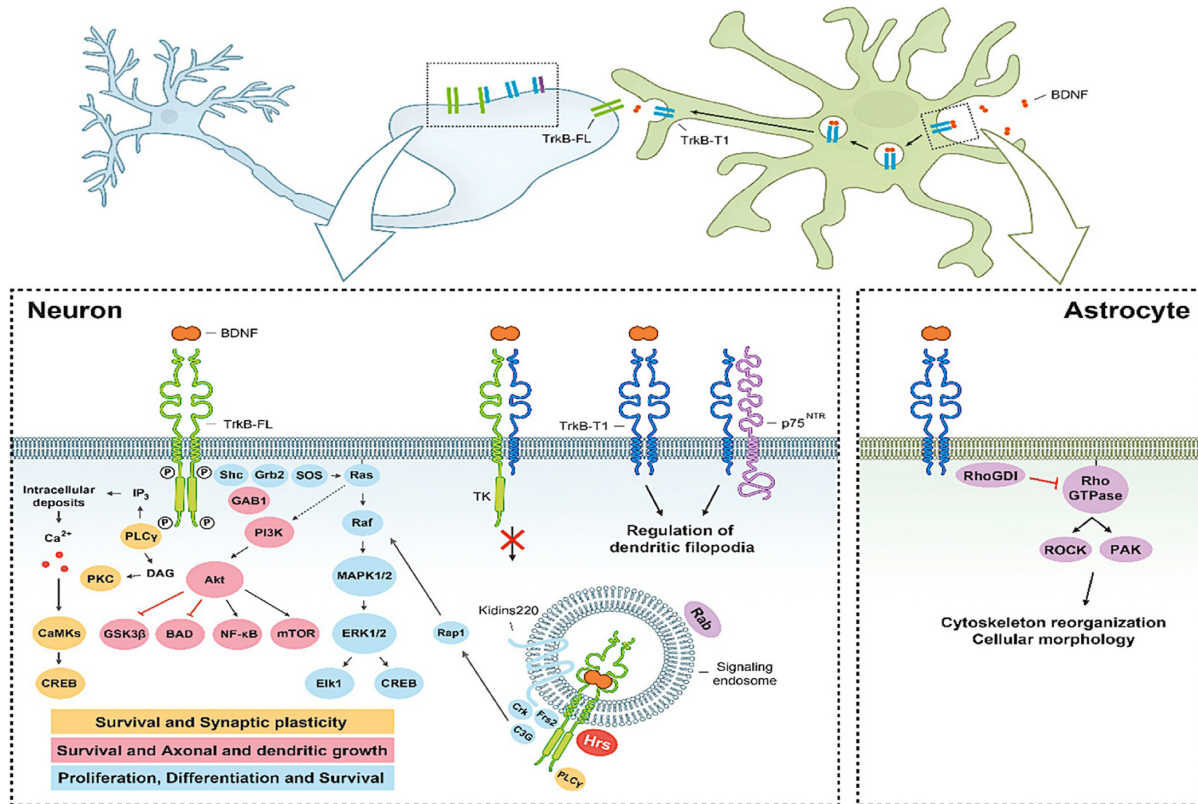 BDNF
TrkB-FL
TrkB-T1
Neuron
BDNF
TrkB-FL
TrkB-T1
p75NTR
P
P
P
P
Shc
Grb2
SOS
Ras
GAB1
Intracellular
deposits
IP3
TK
PI3K
Raf
Regulation of
dendritic filopodia
Ca2+
PLCγ
PKC
DAG
Akt
MAPK1/2
Kidins220
Rab
CaMKs
GSK3β
BAD
NF-κB
mTOR
ERK1/2
Rap1
Signaling
endosome
CREB
Elk1
CREB
Crk
Frs2
C3G
Hrs
PLCγ
Survival and Synaptic plasticity
Survival and Axonal and dendritic growth
Proliferation, Differentiation and Survival
Astrocyte
RhoGDI
Rho
GTPase
ROCK
PAK
Cytoskeleton reorganization
Cellular morphology